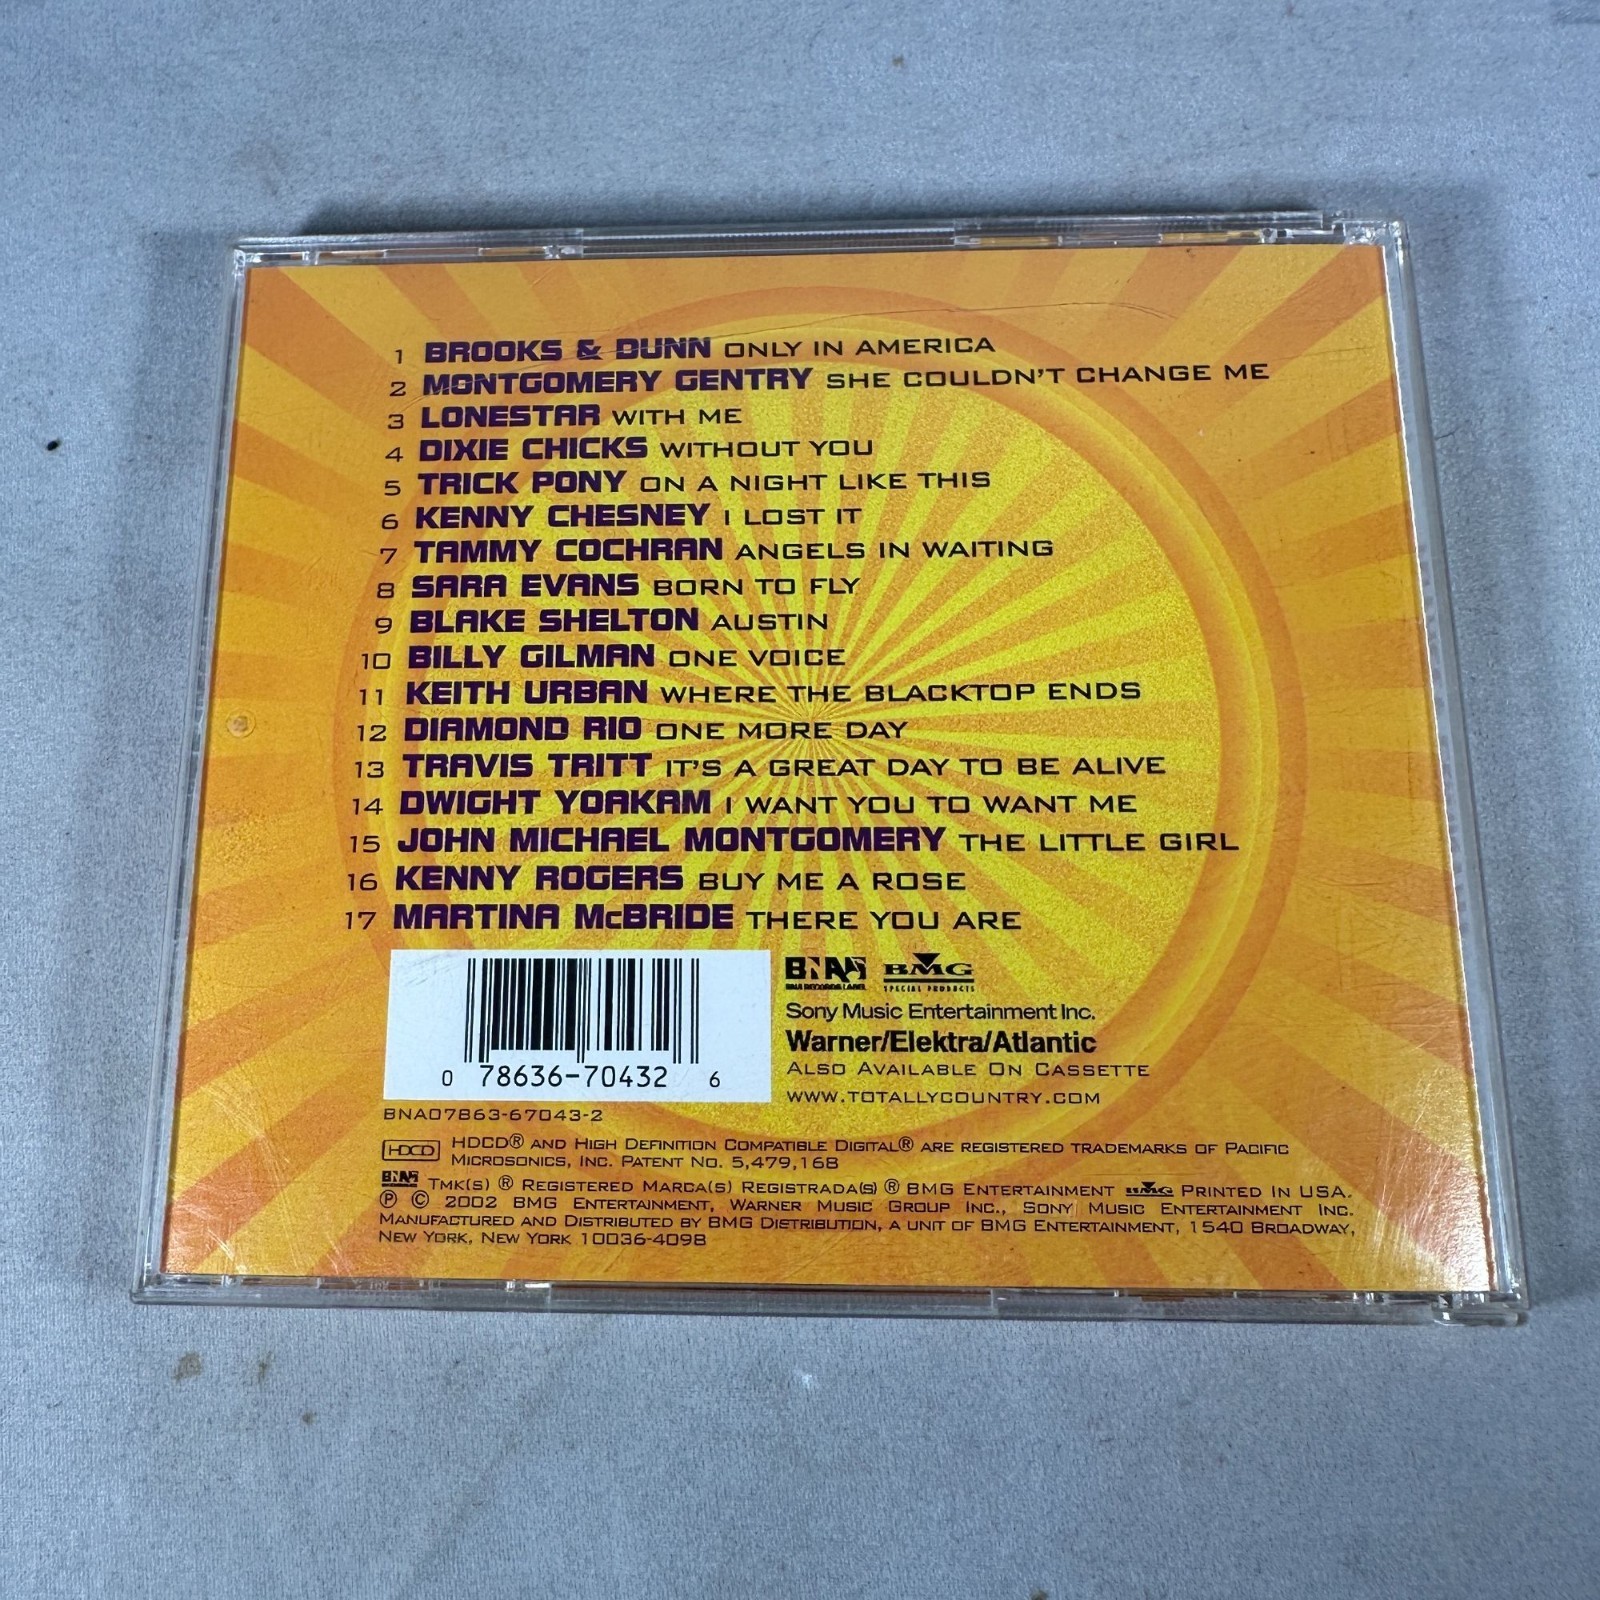 1 BROOKS & DUNN ONLY IN AMERICA
2 MONTGOMERY GENTRY SHE COULDN'T CHANGE ME
3 LONESTAR WITH ME
4 DIXIE CHICKS WITHOUT YOU
5 TRICK PONY ON A NIGHT LIKE THIS
6 KENNY CHESNEY I LOST IT
7 TAMMY COCHRAN ANGELS IN WAITING
8 SARA EVANS BORN TO FLY
9 BLAKE SHELTON AUSTIN
10 BILLY GILMAN ONE VOICE
11 KEITH URBAN WHERE THE BLACKTOP ENDS
12 DIAMOND RIO ONE MORE DAY
13 TRAVIS TRITT IT'S A GREAT DAY TO BE ALIVE
14 DWIGHT YOAKAM I WANT YOU TO WANT ME
15 JOHN MICHAEL MONTGOMERY THE LITTLE GIRL
16 KENNY ROGERS BUY ME A ROSE
17 MARTINA McBRIDE THERE YOU ARE
0 78636-70432 6
BNA07863-67043-2
BNA BMG
BNA RECORDS LABEL SPECIAL PRODUCTS
Sony Music Entertainment Inc.
Warner/Elektra/Atlantic
ALSO AVAILABLE ON CASSETTE
WWW.TOTALLYCOUNTRY.COM
HDCD HDCD® AND HIGH DEFINITION COMPATIBLE DIGITAL® ARE REGISTERED TRADEMARKS OF PACIFIC
MICROSONICS, INC. PATENT NO. 5,479,168
BNA TMK(S) ® REGISTERED MARCA(S) REGISTRADA(S) ® BMG ENTERTAINMENT BMG PRINTED IN USA.
℗ © 2002 BMG ENTERTAINMENT, WARNER MUSIC GROUP INC., SONY MUSIC ENTERTAINMENT INC.
MANUFACTURED AND DISTRIBUTED BY BMG DISTRIBUTION, A UNIT OF BMG ENTERTAINMENT, 1540 BROADWAY,
NEW YORK, NEW YORK 10036-4098